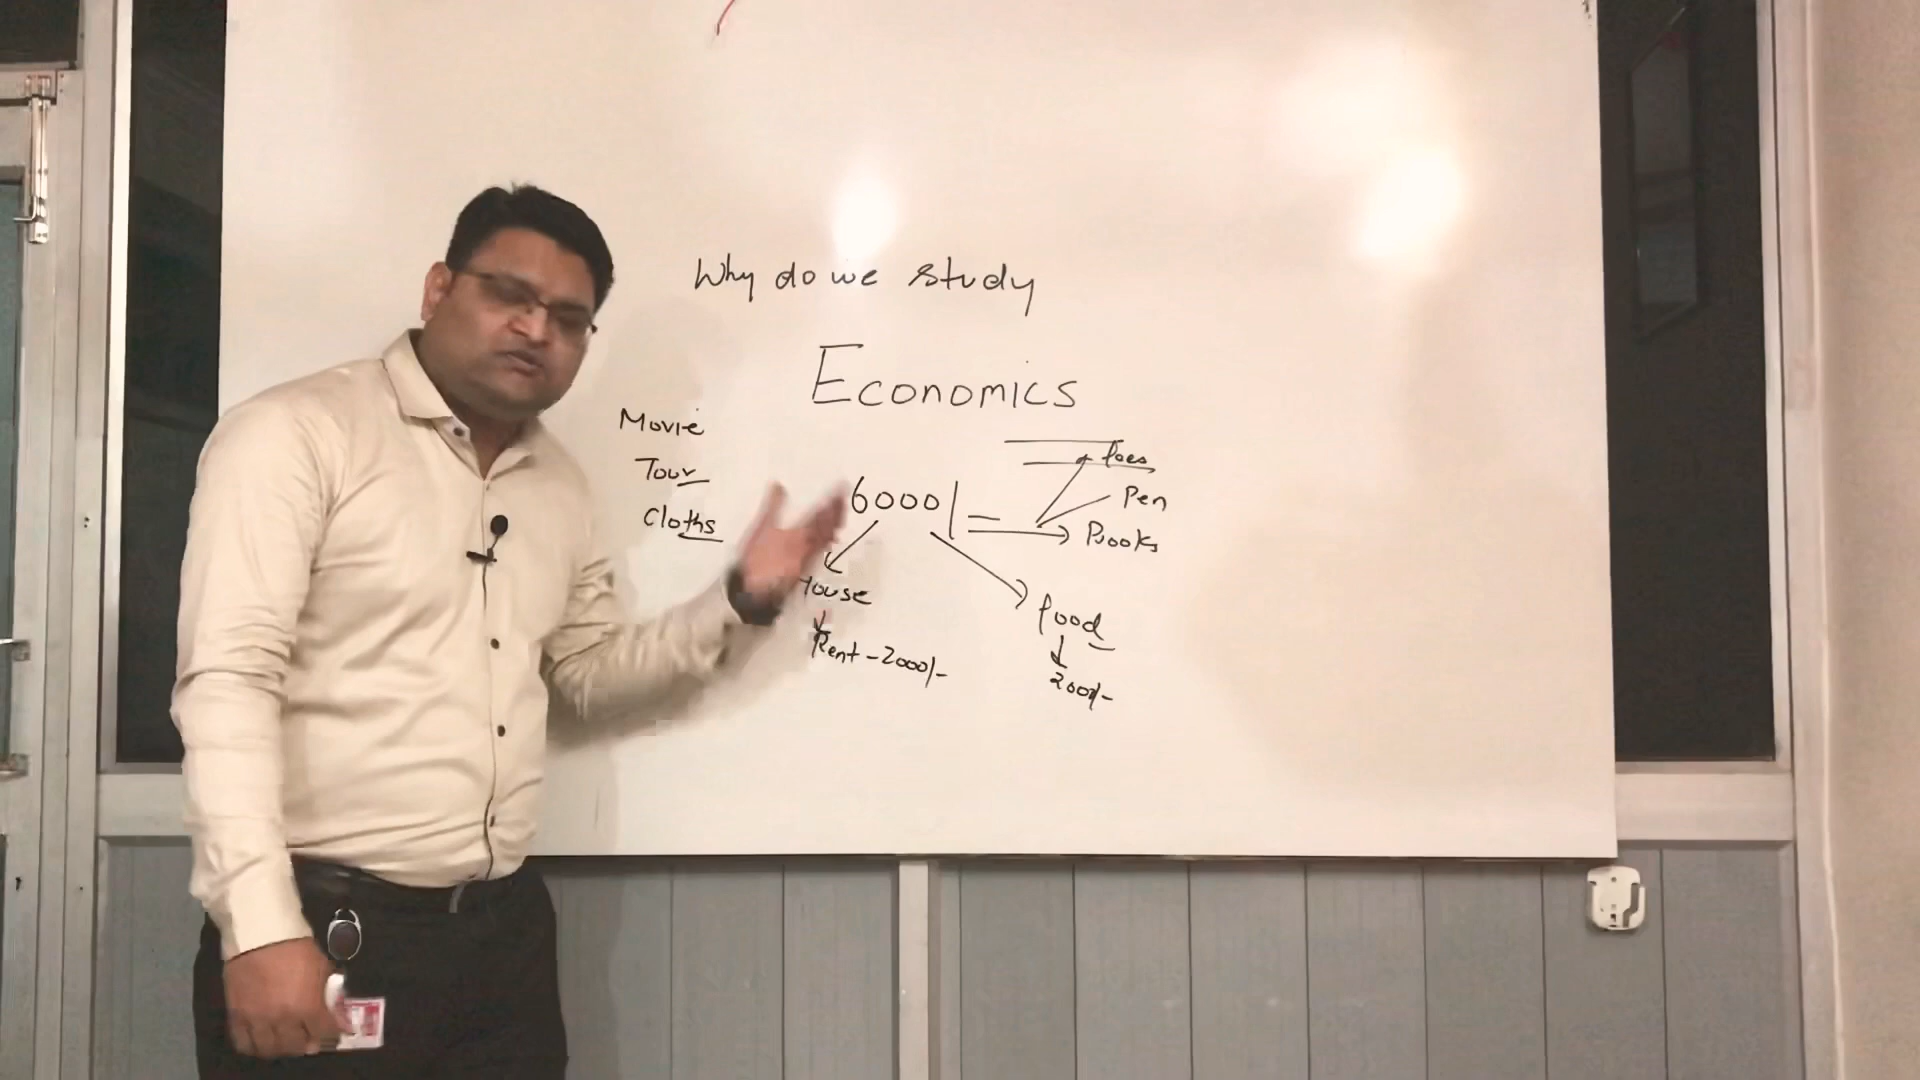 Why do we study
ECONOMICS
Movie
Tour
Cloths
6000/=
fees
Pen
Books
House
Rent - 2000/-
food
2000/-